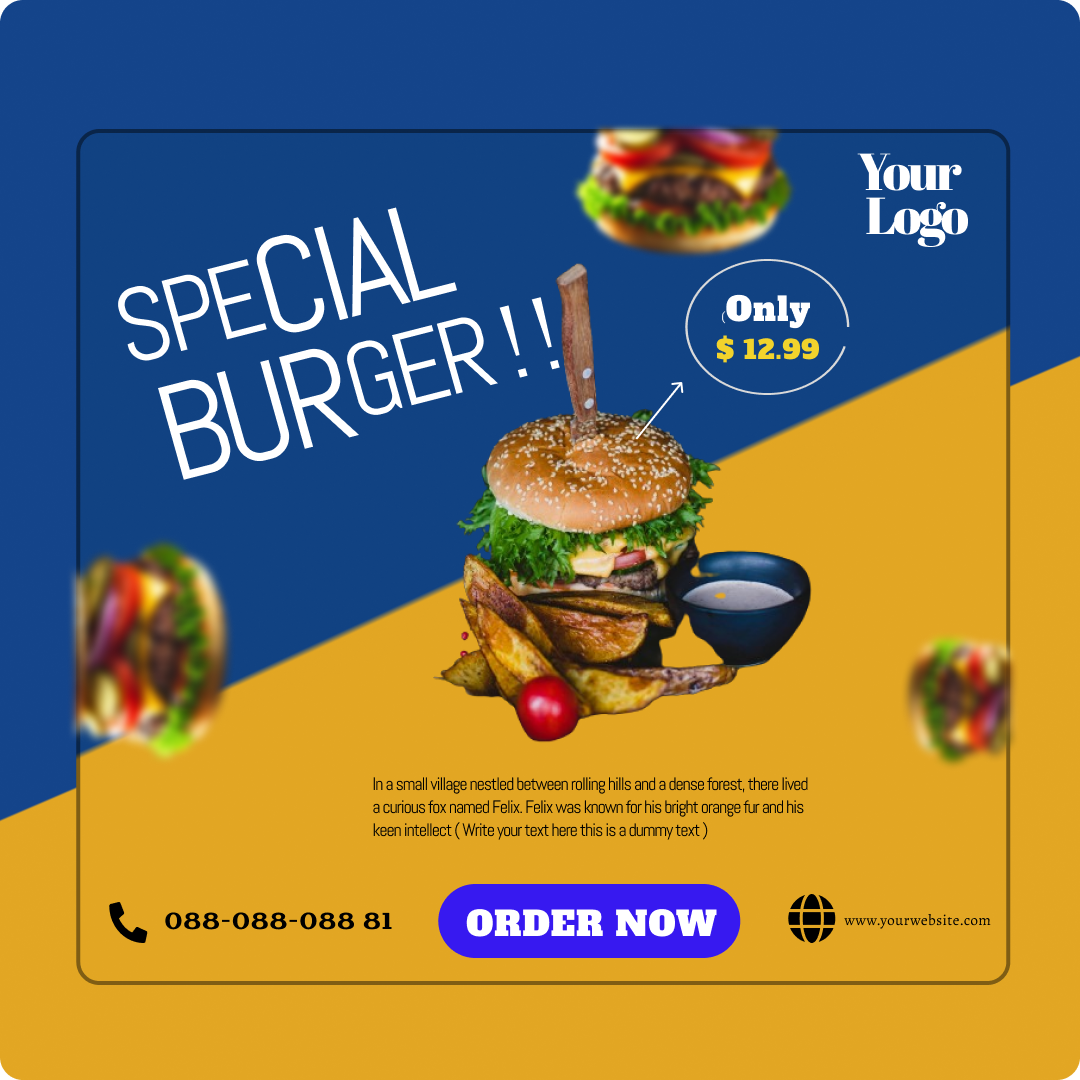 Your
Logo
SPECIAL
BURGER !!
Only
$ 12.99
In a small village nestled between rolling hills and a dense forest, there lived
a curious fox named Felix. Felix was known for his bright orange fur and his
keen intellect ( Write your text here this is a dummy text )
088-088-088 81
ORDER NOW
www.yourwebsite.com